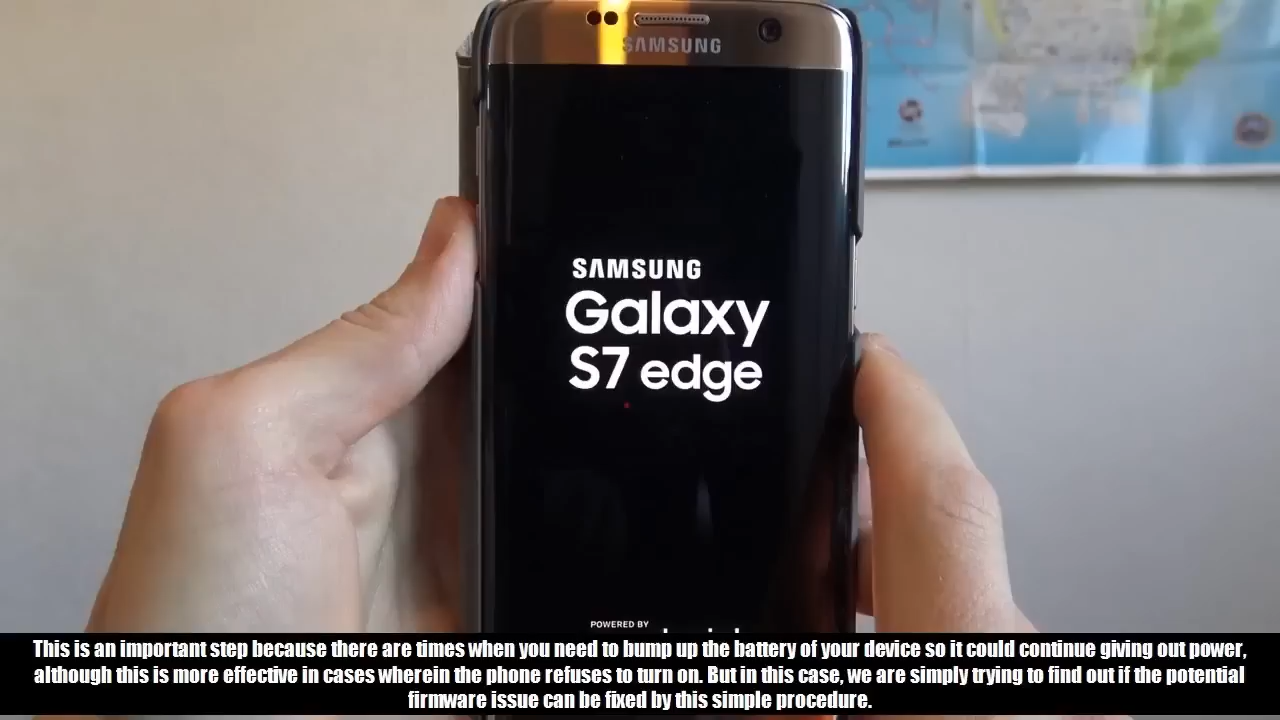 SAMSUNG
SAMSUNG
Galaxy
S7 edge
POWERED BY
This is an important step because there are times when you need to bump up the battery of your device so it could continue giving out power,
although this is more effective in cases wherein the phone refuses to turn on. But in this case, we are simply trying to find out if the potential
firmware issue can be fixed by this simple procedure.